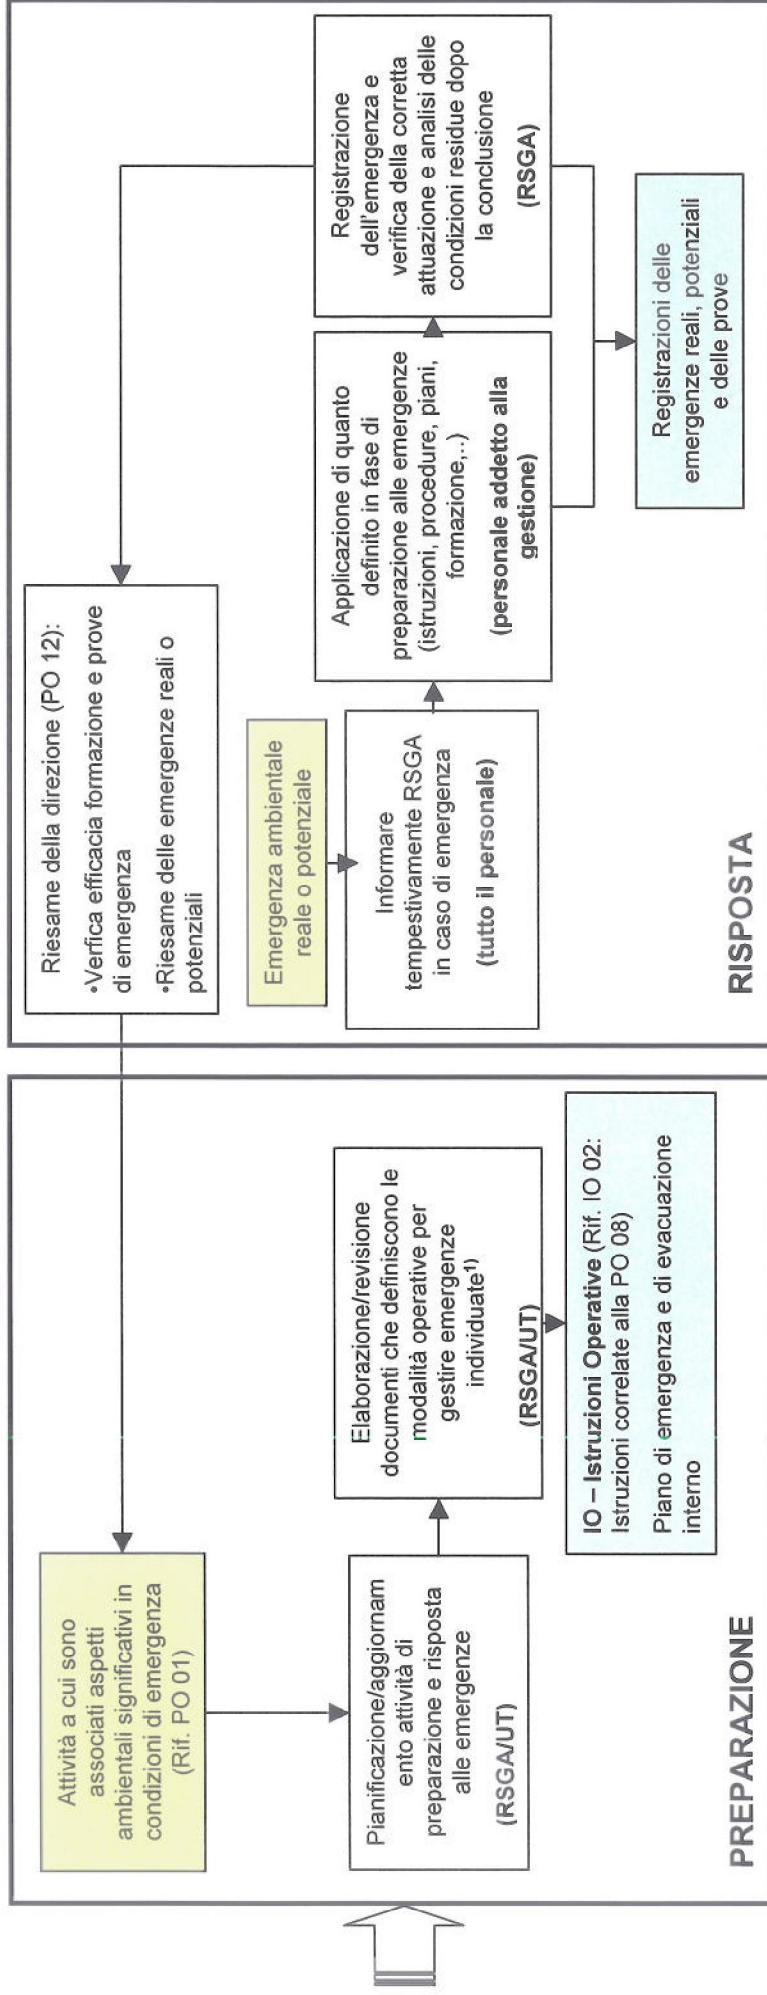 Attività a cui sono
associati aspetti
ambientali significativi in
condizioni di emergenza
(Rif. PO 01)
Pianificazione/aggiornam
ento attività di
preparazione e risposta
alle emergenze
(RSGA/UT)
Elaborazione/revisione
documenti che definiscono le
modalità operative per
gestire emergenze
individuate¹)
(RSGA/UT)
IO – Istruzioni Operative (Rif. IO 02:
Istruzioni correlate alla PO 08)
Piano di emergenza e di evacuazione
interno
PREPARAZIONE
Riesame della direzione (PO 12):
•Verfica efficacia formazione e prove
di emergenza
•Riesame delle emergenze reali o
potenziali
Emergenza ambientale
reale o potenziale
Informare
tempestivamente RSGA
in caso di emergenza
(tutto il personale)
Applicazione di quanto
definito in fase di
preparazione alle emergenze
(istruzioni, procedure, piani,
formazione,..)
(personale addetto alla
gestione)
Registrazione
dell'emergenza e
verifica della corretta
attuazione e analisi delle
condizioni residue dopo
la conclusione
(RSGA)
Registrazioni delle
emergenze reali, potenziali
e delle prove
RISPOSTA